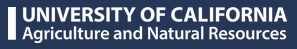 UNIVERSITY OF CALIFORNIA
Agriculture and Natural Resources